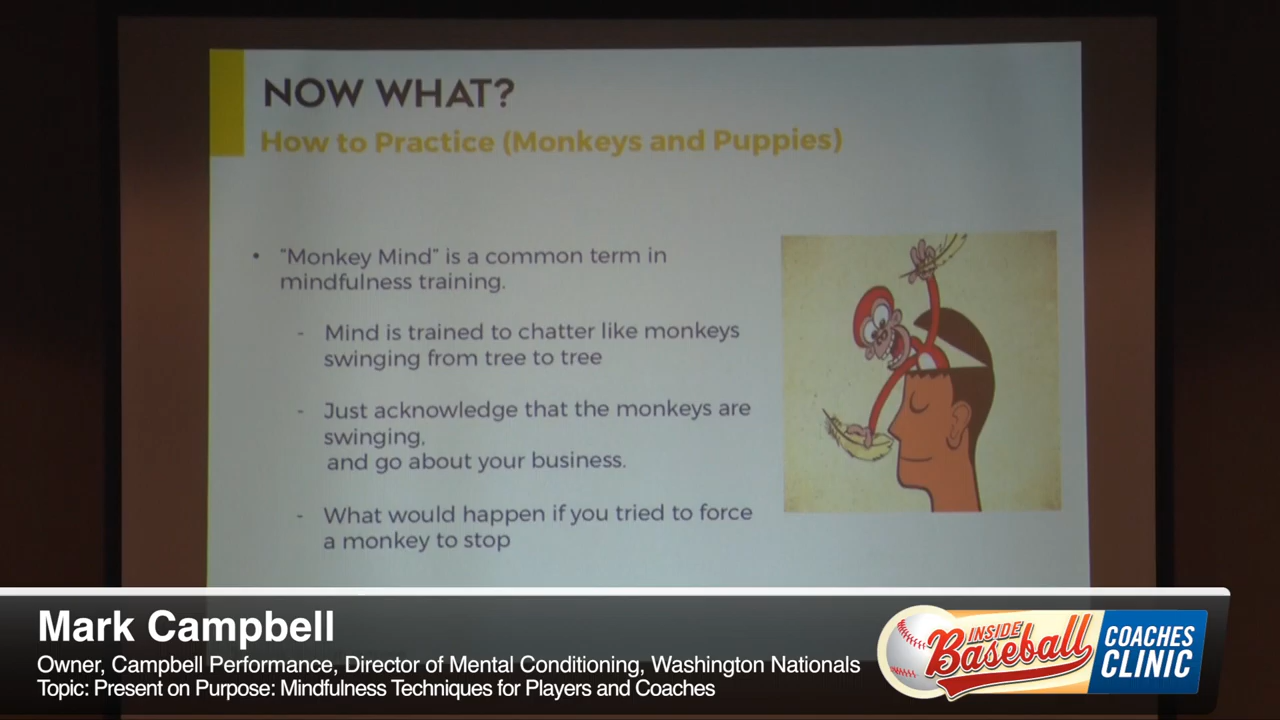 NOW WHAT?
How to Practice (Monkeys and Puppies)
• “Monkey Mind” is a common term in
mindfulness training.
- Mind is trained to chatter like monkeys
swinging from tree to tree
- Just acknowledge that the monkeys are
swinging,
and go about your business.
- What would happen if you tried to force
a monkey to stop
Mark Campbell
Owner, Campbell Performance, Director of Mental Conditioning, Washington Nationals
Topic: Present on Purpose: Mindfulness Techniques for Players and Coaches
INSIDE
Baseball
COACHES
CLINIC